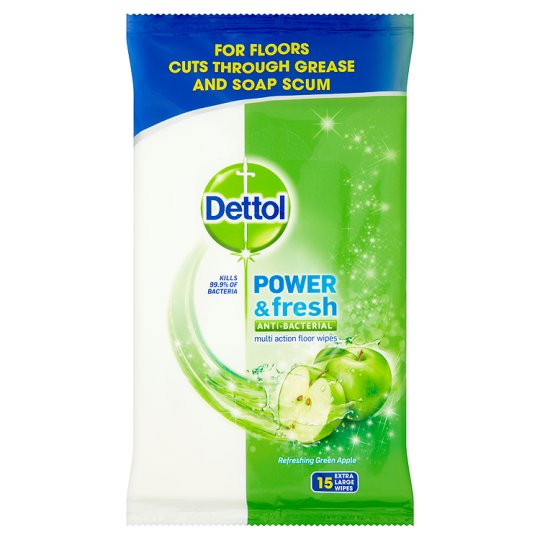 FOR FLOORS
CUTS THROUGH GREASE
AND SOAP SCUM
Dettol
KILLS
99.9% OF
BACTERIA
POWER
& fresh
ANTI-BACTERIAL
multi action floor wipes
Refreshing Green Apple
15 EXTRA
LARGE
WIPES